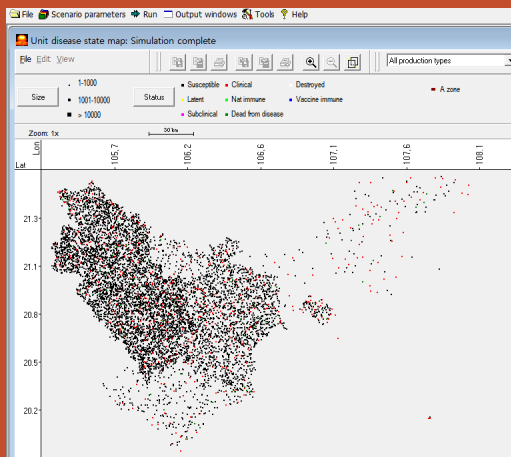 File Scenario parameters Run Output windows Tools Help
Unit disease state map: Simulation complete
File Edit View
All production types
Size
1-1000
1001-10000
> 10000
Status
Susceptible Clinical Destroyed
Latent Nat immune Vaccine immune
Subclinical Dead from disease
A zone
Zoom: 1x
30 km
Lon
Lat
105,7 106,2 106,6 107,1 107,6 108,1
21.3
21.1
20.8
20.5
20.2